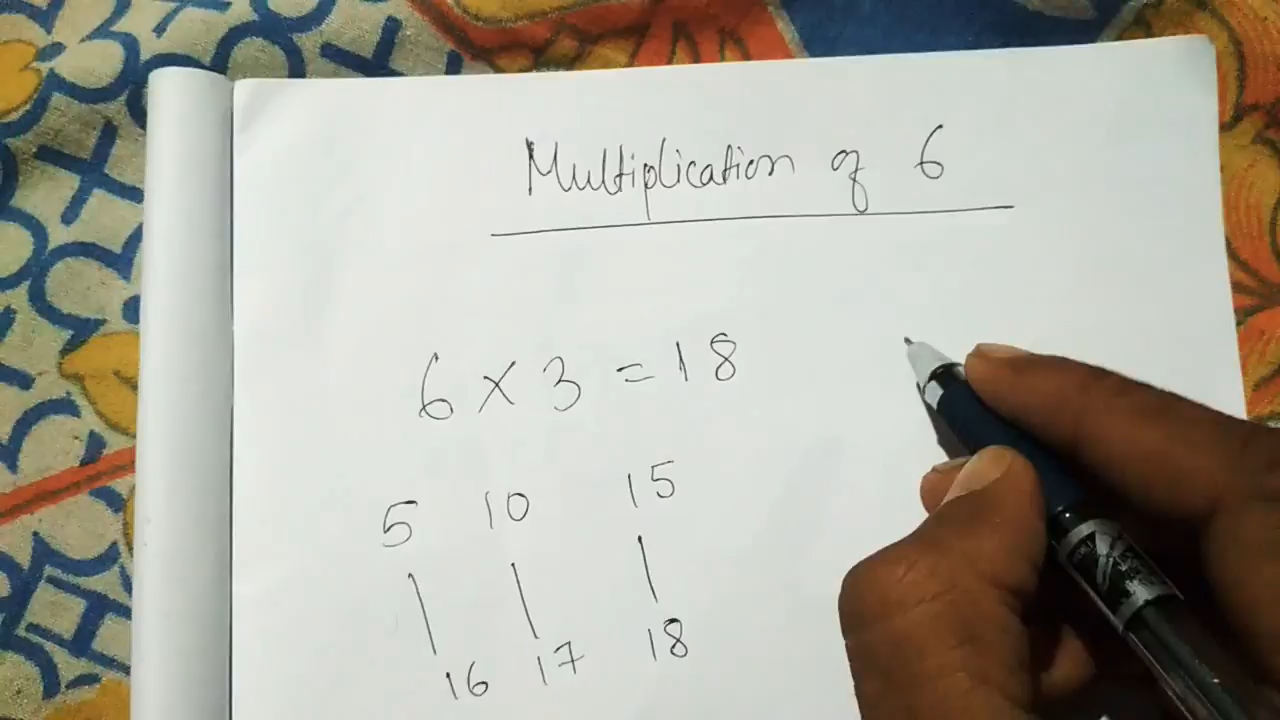 Multiplication of 6
6 × 3 = 18
5 10 15
| | |
16 17 18